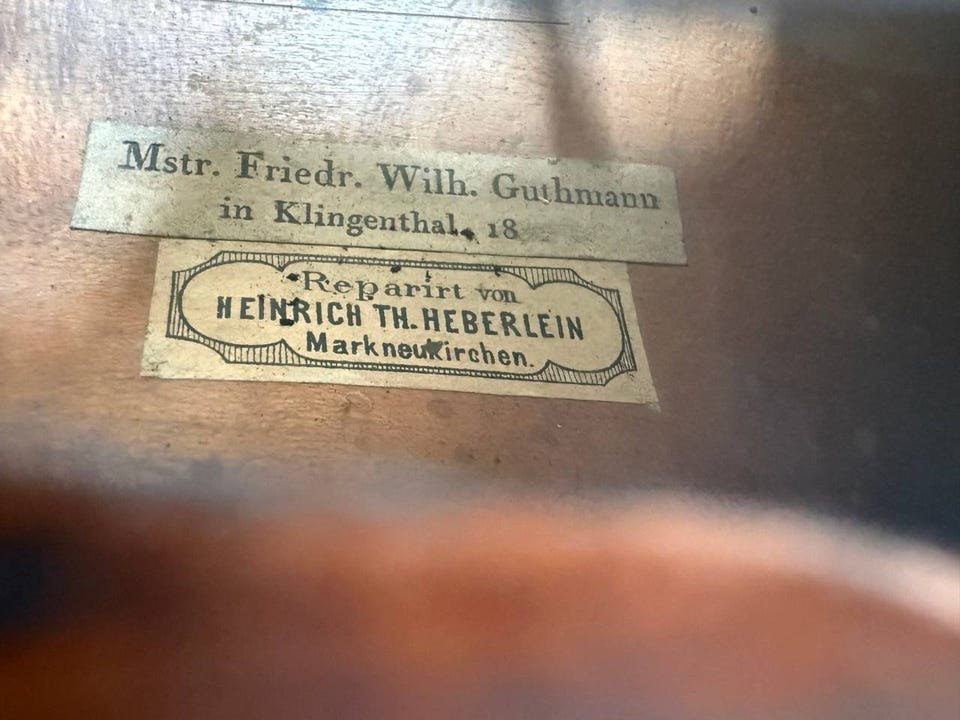 Mstr. Friedr. Wilh. Guthmann
in Klingenthal, 18
Reparirt von
HEINRICH TH. HEBERLEIN
Markneukirchen.